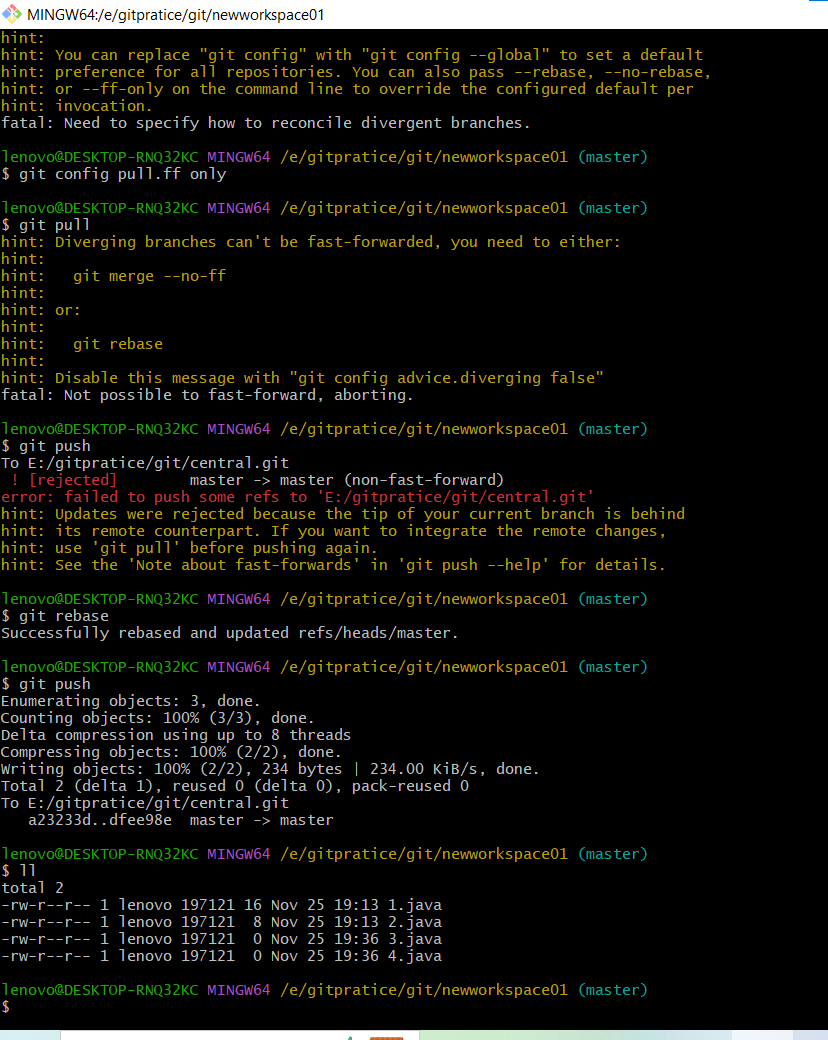 MINGW64:/e/gitpratice/git/newworkspace01
hint:
hint: You can replace "git config" with "git config --global" to set a default
hint: preference for all repositories. You can also pass --rebase, --no-rebase,
hint: or --ff-only on the command line to override the configured default per
hint: invocation.
fatal: Need to specify how to reconcile divergent branches.
lenovo@DESKTOP-RNQ32KC MINGW64 /e/gitpratice/git/newworkspace01 (master)
$ git config pull.ff only
lenovo@DESKTOP-RNQ32KC MINGW64 /e/gitpratice/git/newworkspace01 (master)
$ git pull
hint: Diverging branches can't be fast-forwarded, you need to either:
hint:
hint:   git merge --no-ff
hint:
hint: or:
hint:
hint:   git rebase
hint:
hint: Disable this message with "git config advice.diverging false"
fatal: Not possible to fast-forward, aborting.
lenovo@DESKTOP-RNQ32KC MINGW64 /e/gitpratice/git/newworkspace01 (master)
$ git push
To E:/gitpratice/git/central.git
 ! [rejected]        master -> master (non-fast-forward)
error: failed to push some refs to 'E:/gitpratice/git/central.git'
hint: Updates were rejected because the tip of your current branch is behind
hint: its remote counterpart. If you want to integrate the remote changes,
hint: use 'git pull' before pushing again.
hint: See the 'Note about fast-forwards' in 'git push --help' for details.
lenovo@DESKTOP-RNQ32KC MINGW64 /e/gitpratice/git/newworkspace01 (master)
$ git rebase
Successfully rebased and updated refs/heads/master.
lenovo@DESKTOP-RNQ32KC MINGW64 /e/gitpratice/git/newworkspace01 (master)
$ git push
Enumerating objects: 3, done.
Counting objects: 100% (3/3), done.
Delta compression using up to 8 threads
Compressing objects: 100% (2/2), done.
Writing objects: 100% (2/2), 234 bytes | 234.00 KiB/s, done.
Total 2 (delta 1), reused 0 (delta 0), pack-reused 0
To E:/gitpratice/git/central.git
   a23233d..dfee98e  master -> master
lenovo@DESKTOP-RNQ32KC MINGW64 /e/gitpratice/git/newworkspace01 (master)
$ ll
total 2
-rw-r--r-- 1 lenovo 197121 16 Nov 25 19:13 1.java
-rw-r--r-- 1 lenovo 197121  8 Nov 25 19:13 2.java
-rw-r--r-- 1 lenovo 197121  0 Nov 25 19:36 3.java
-rw-r--r-- 1 lenovo 197121  0 Nov 25 19:36 4.java
lenovo@DESKTOP-RNQ32KC MINGW64 /e/gitpratice/git/newworkspace01 (master)
$